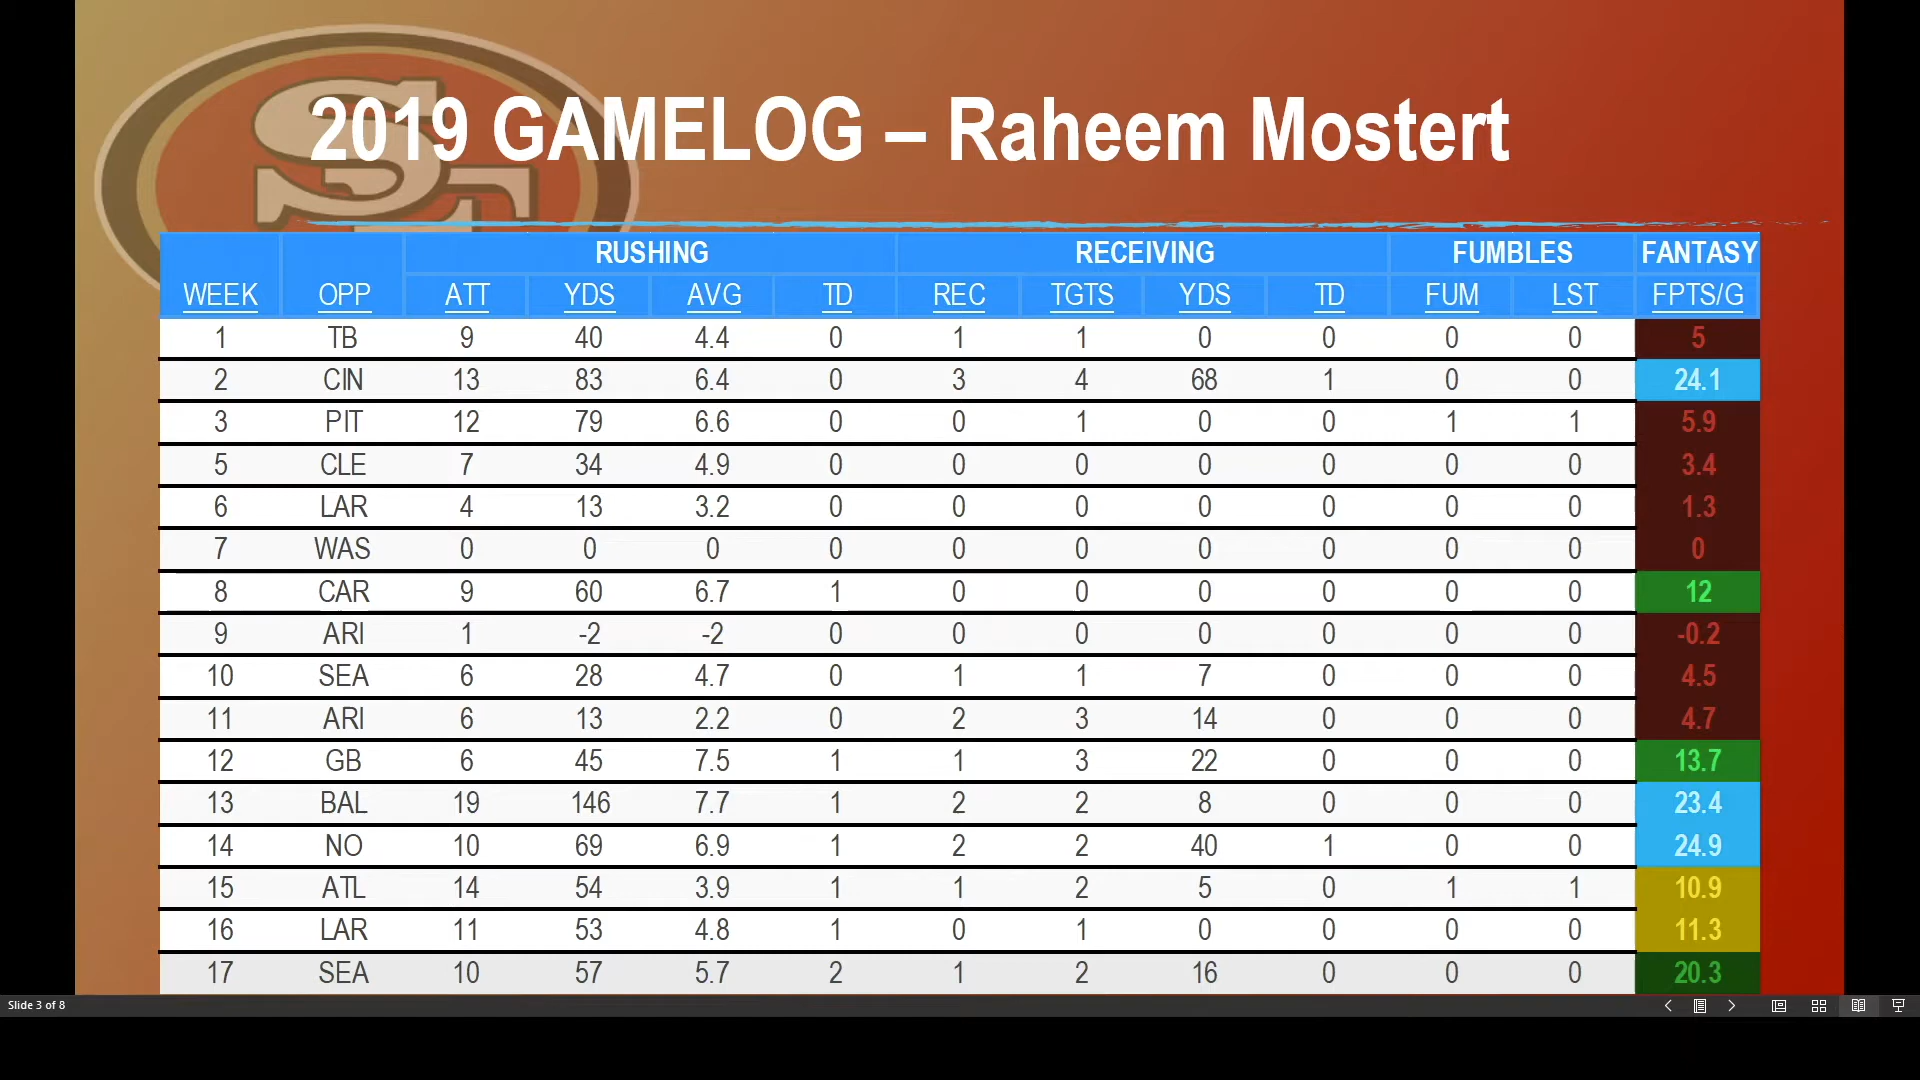 2019 GAMELOG – Raheem Mostert
RUSHING RECEIVING FUMBLES FANTASY
WEEK OPP ATT YDS AVG TD REC TGTS YDS TD FUM LST FPTS/G
1 TB 9 40 4.4 0 1 1 0 0 0 0 5
2 CIN 13 83 6.4 0 3 4 68 1 0 0 24.1
3 PIT 12 79 6.6 0 0 1 0 0 1 1 5.9
5 CLE 7 34 4.9 0 0 0 0 0 0 0 3.4
6 LAR 4 13 3.2 0 0 0 0 0 0 0 1.3
7 WAS 0 0 0 0 0 0 0 0 0 0 0
8 CAR 9 60 6.7 1 0 0 0 0 0 0 12
9 ARI 1 -2 -2 0 0 0 0 0 0 0 -0.2
10 SEA 6 28 4.7 0 1 1 7 0 0 0 4.5
11 ARI 6 13 2.2 0 2 3 14 0 0 0 4.7
12 GB 6 45 7.5 1 1 3 22 0 0 0 13.7
13 BAL 19 146 7.7 1 2 2 8 0 0 0 23.4
14 NO 10 69 6.9 1 2 2 40 1 0 0 24.9
15 ATL 14 54 3.9 1 1 2 5 0 1 1 10.9
16 LAR 11 53 4.8 1 0 1 0 0 0 0 11.3
17 SEA 10 57 5.7 2 1 2 16 0 0 0 20.3
Slide 3 of 8